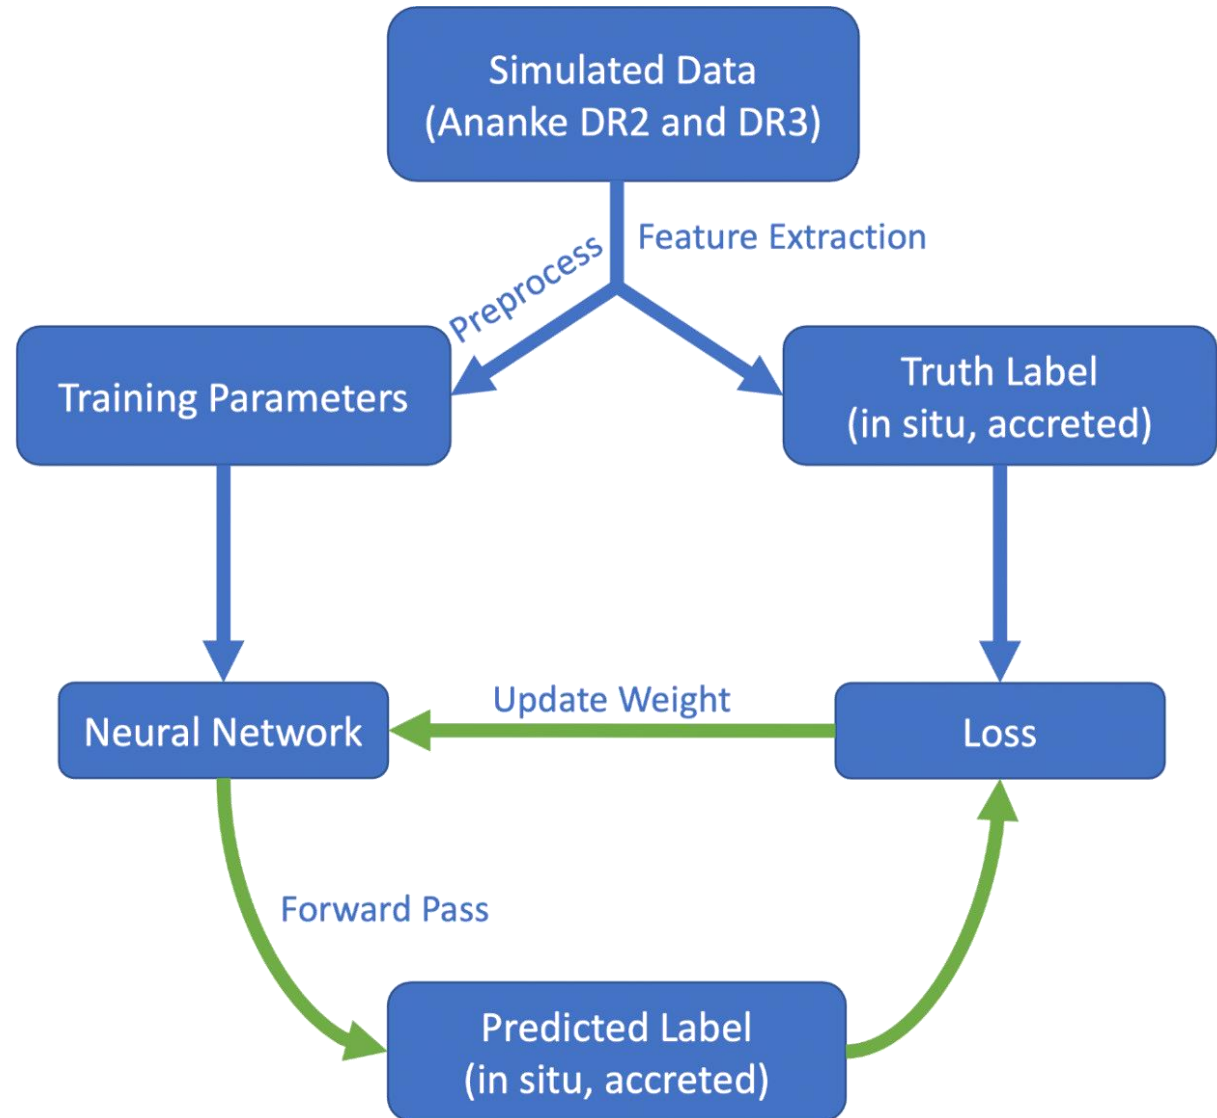 Simulated Data
(Ananke DR2 and DR3)
Feature Extraction
Preprocess
Training Parameters
Truth Label
(in situ, accreted)
Update Weight
Neural Network
Loss
Forward Pass
Predicted Label
(in situ, accreted)